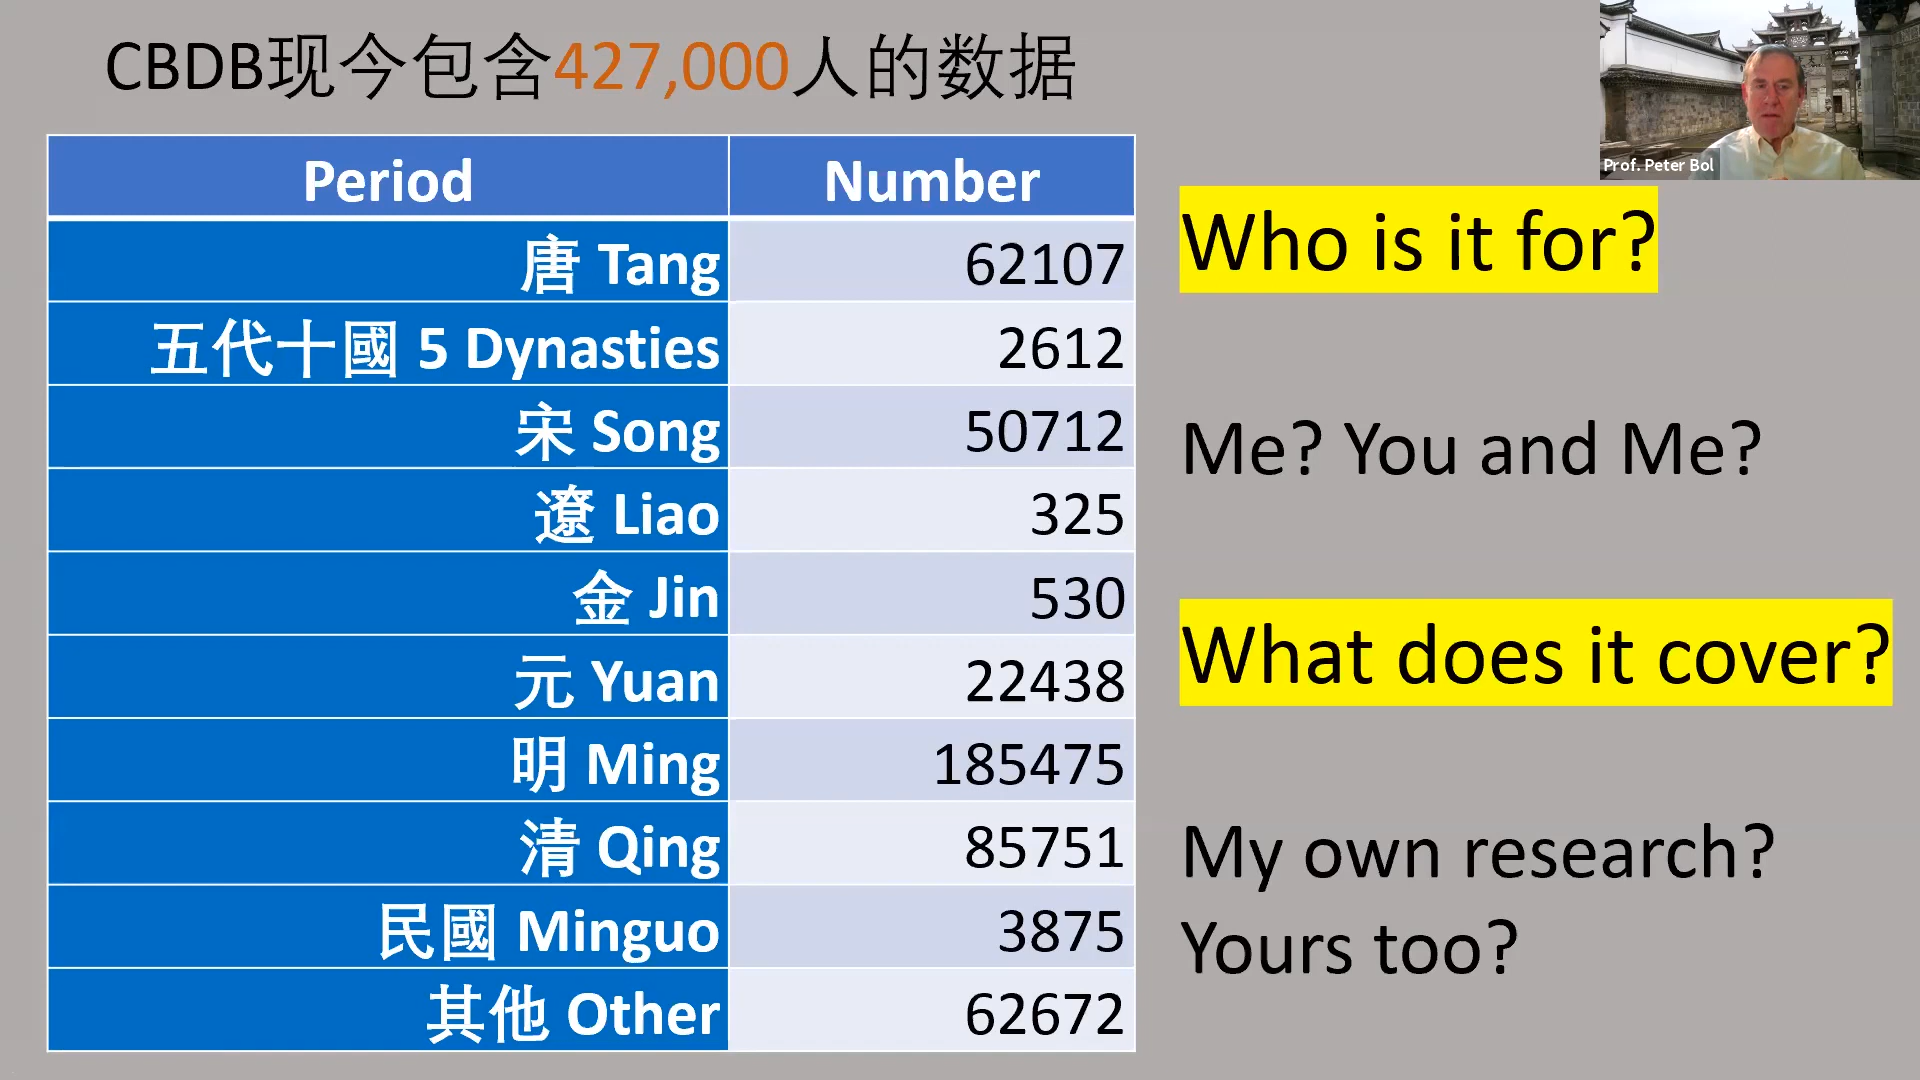 CBDB现今包含427,000人的数据
Prof. Peter Bol
Period Number
唐 Tang 62107
五代十國 5 Dynasties 2612
宋 Song 50712
遼 Liao 325
金 Jin 530
元 Yuan 22438
明 Ming 185475
清 Qing 85751
民國 Minguo 3875
其他 Other 62672
Who is it for?
Me? You and Me?
What does it cover?
My own research?
Yours too?